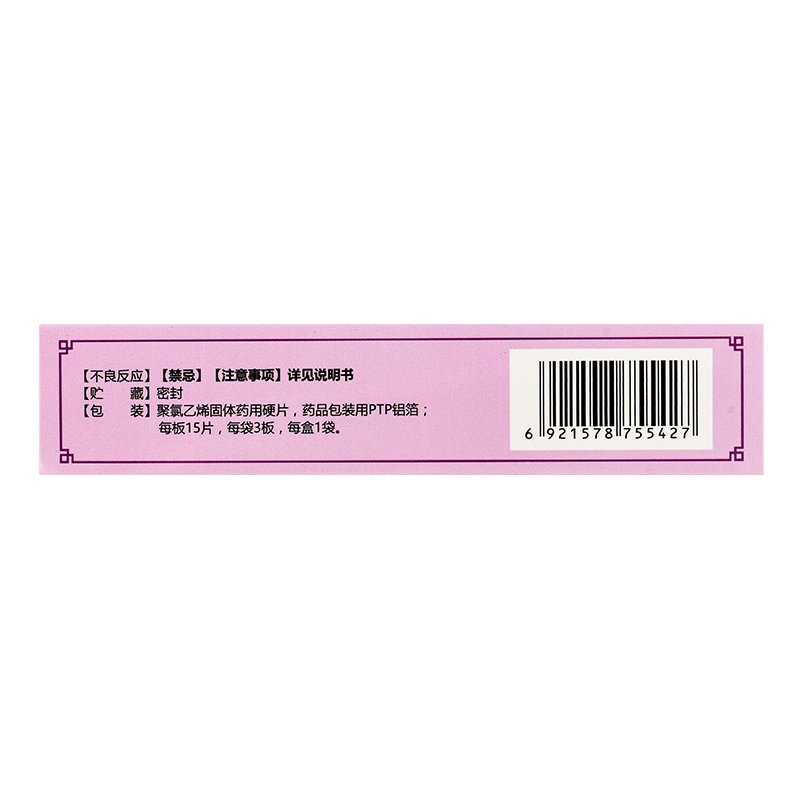 【不良反应】【禁忌】【注意事项】详见说明书
【贮　　藏】密封
【包　　装】聚氯乙烯固体药用硬片，药品包装用PTP铝箔；
每板15片，每袋3板，每盒1袋。
6 921578 755427